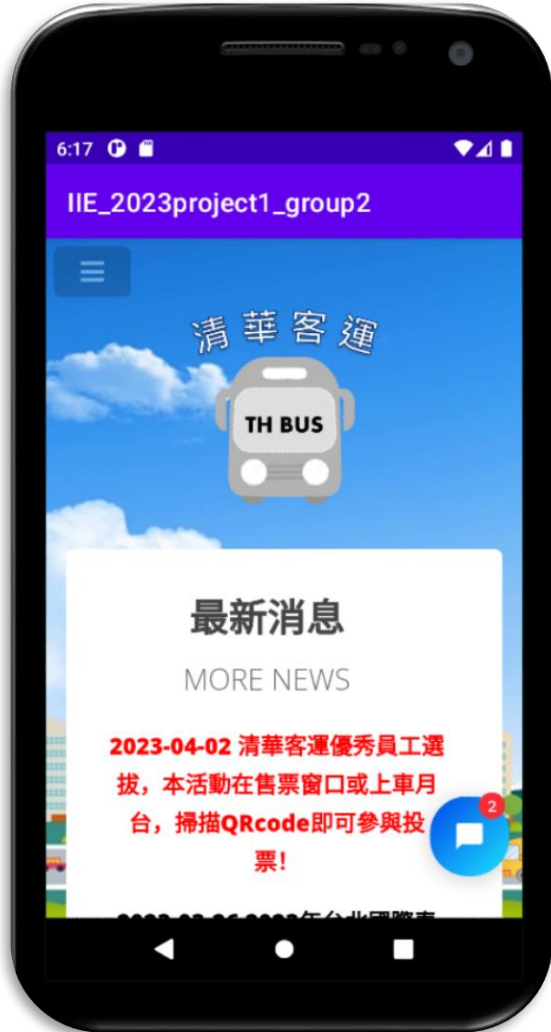 6:17
IIE_2023project1_group2
清華客運
TH BUS
最新消息
MORE NEWS
2023-04-02 清華客運優秀員工選
拔，本活動在售票窗口或上車月
台，掃描QRcode即可參與投
票！
2